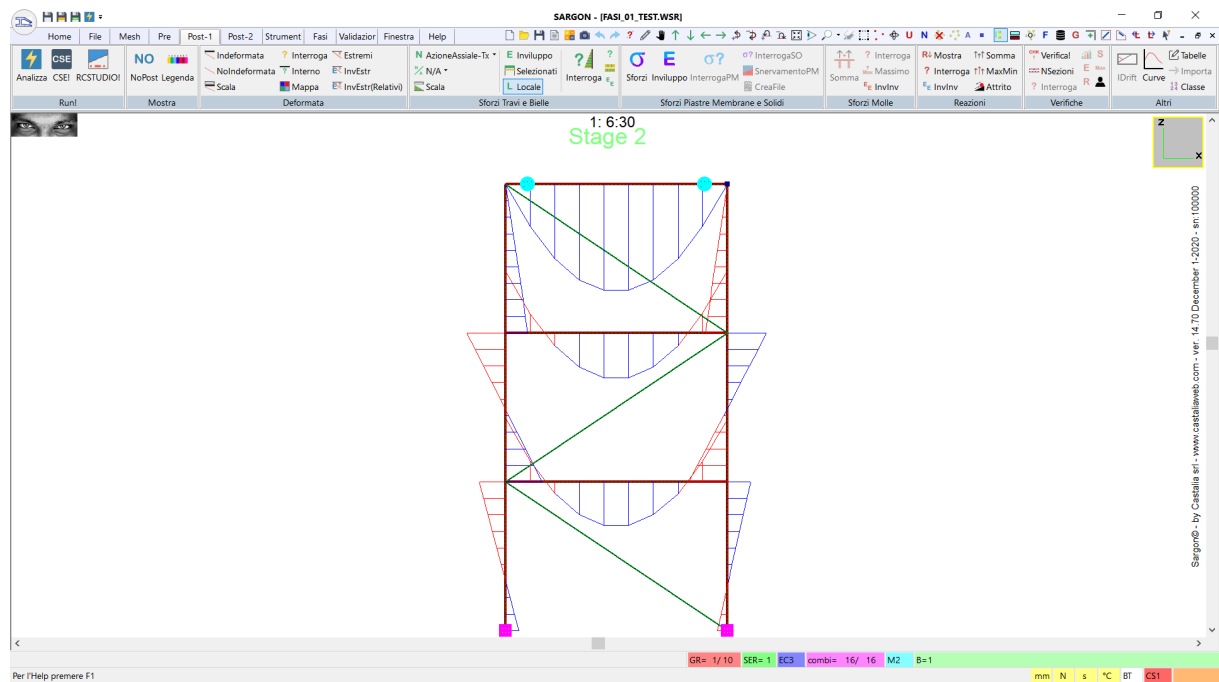 SARGON - [FASI_01_TEST.WSR]
Home File Mesh Pre Post-1 Post-2 Strument Fasi Validazior Finestra Help
NO Indeformata ? Interroga Estremi N AzioneAssiale-Tx E Inviluppo ? InterrogaSO ? Interroga R Mostra Somma Verifica! S Tabelle
CSE NoIndeformata Interno InvEstr N/A Selezionati SnervamentoPM Massimo ? Interroga MaxMin NSezioni E Importa
Analizza CSE! RCSTUDIO! NoPost Legenda Scala Mappa InvEstr(Relativi) Scala L Locale Interroga Sforzi Inviluppo InterrogaPM CreaFile Somma InvInv InvInv Attrito ? Interroga R IDrift Curve Classe
Run! Mostra Deformata Sforzi Travi e Bielle Sforzi Piastre Membrane e Solidi Sforzi Molle Reazioni Verifiche Altri
1: 6:30
Stage 2
Z
X
Sargon© - by Castalia srl - www.castaliaweb.com - ver. 14.70 December 1-2020 - sn:100000
GR= 1/ 10 SER= 1 EC3 combi= 16/ 16 M2 B=1
Per l'Help premere F1 mm N s °C BT CS1